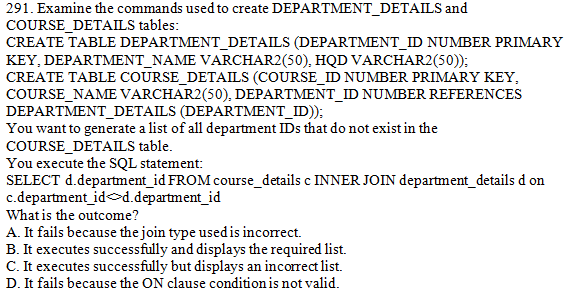 291. Examine the commands used to create DEPARTMENT_DETAILS and
COURSE_DETAILS tables:
CREATE TABLE DEPARTMENT_DETAILS (DEPARTMENT_ID NUMBER PRIMARY
KEY, DEPARTMENT_NAME VARCHAR2(50), HQD VARCHAR2(50));
CREATE TABLE COURSE_DETAILS (COURSE_ID NUMBER PRIMARY KEY,
COURSE_NAME VARCHAR2(50), DEPARTMENT_ID NUMBER REFERENCES
DEPARTMENT_DETAILS (DEPARTMENT_ID));
You want to generate a list of all department IDs that do not exist in the
COURSE_DETAILS table.
You execute the SQL statement:
SELECT d.department_id FROM course_details c INNER JOIN department_details d on
c.department_id<>d.department_id
What is the outcome?
A. It fails because the join type used is incorrect.
B. It executes successfully and displays the required list.
C. It executes successfully but displays an incorrect list.
D. It fails because the ON clause condition is not valid.